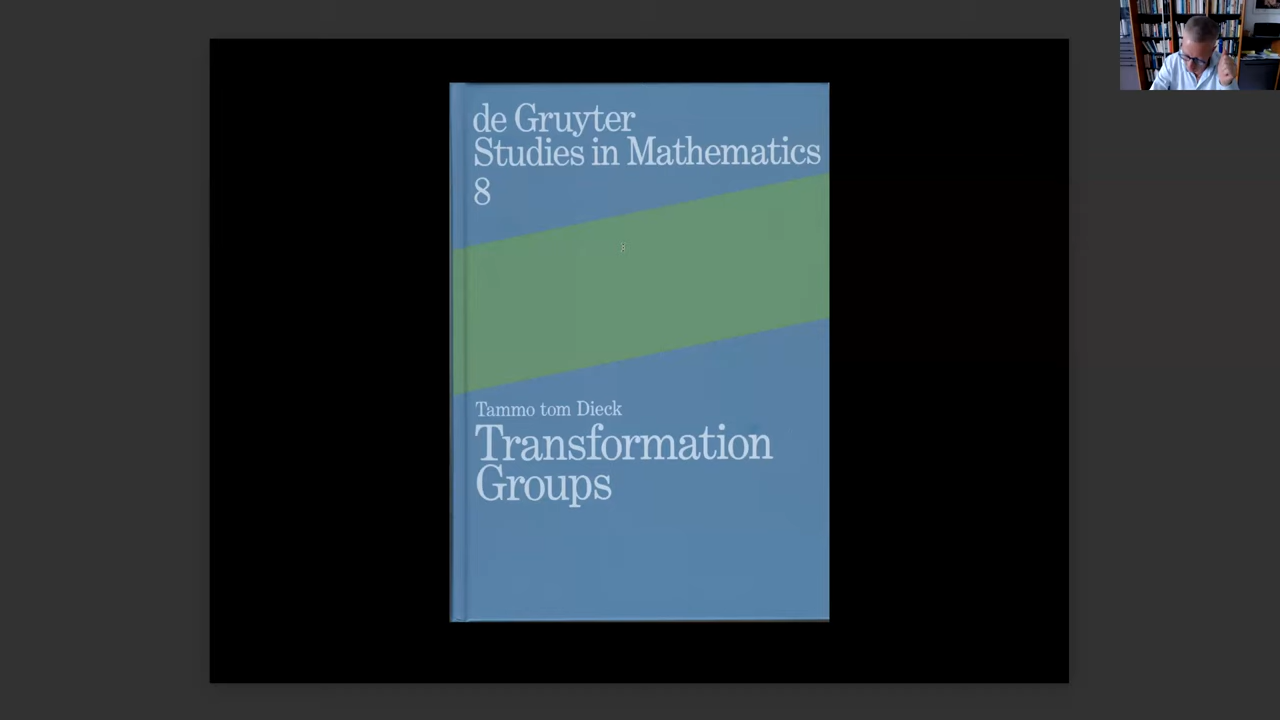 de Gruyter
Studies in Mathematics
8
Tammo tom Dieck
Transformation
Groups